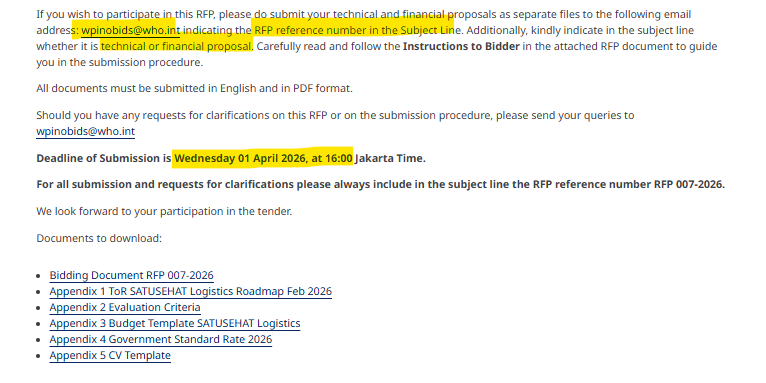 If you wish to participate in this RFP, please do submit your technical and financial proposals as separate files to the following email
address: wpinobids@who.int indicating the RFP reference number in the Subject Line. Additionally, kindly indicate in the subject line
whether it is technical or financial proposal. Carefully read and follow the Instructions to Bidder in the attached RFP document to guide
you in the submission procedure.
All documents must be submitted in English and in PDF format.
Should you have any requests for clarifications on this RFP or on the submission procedure, please send your queries to
wpinobids@who.int
Deadline of Submission is Wednesday 01 April 2026, at 16:00 Jakarta Time.
For all submission and requests for clarifications please always include in the subject line the RFP reference number RFP 007-2026.
We look forward to your participation in the tender.
Documents to download:
Bidding Document RFP 007-2026
Appendix 1 ToR SATUSEHAT Logistics Roadmap Feb 2026
Appendix 2 Evaluation Criteria
Appendix 3 Budget Template SATUSEHAT Logistics
Appendix 4 Government Standard Rate 2026
Appendix 5 CV Template